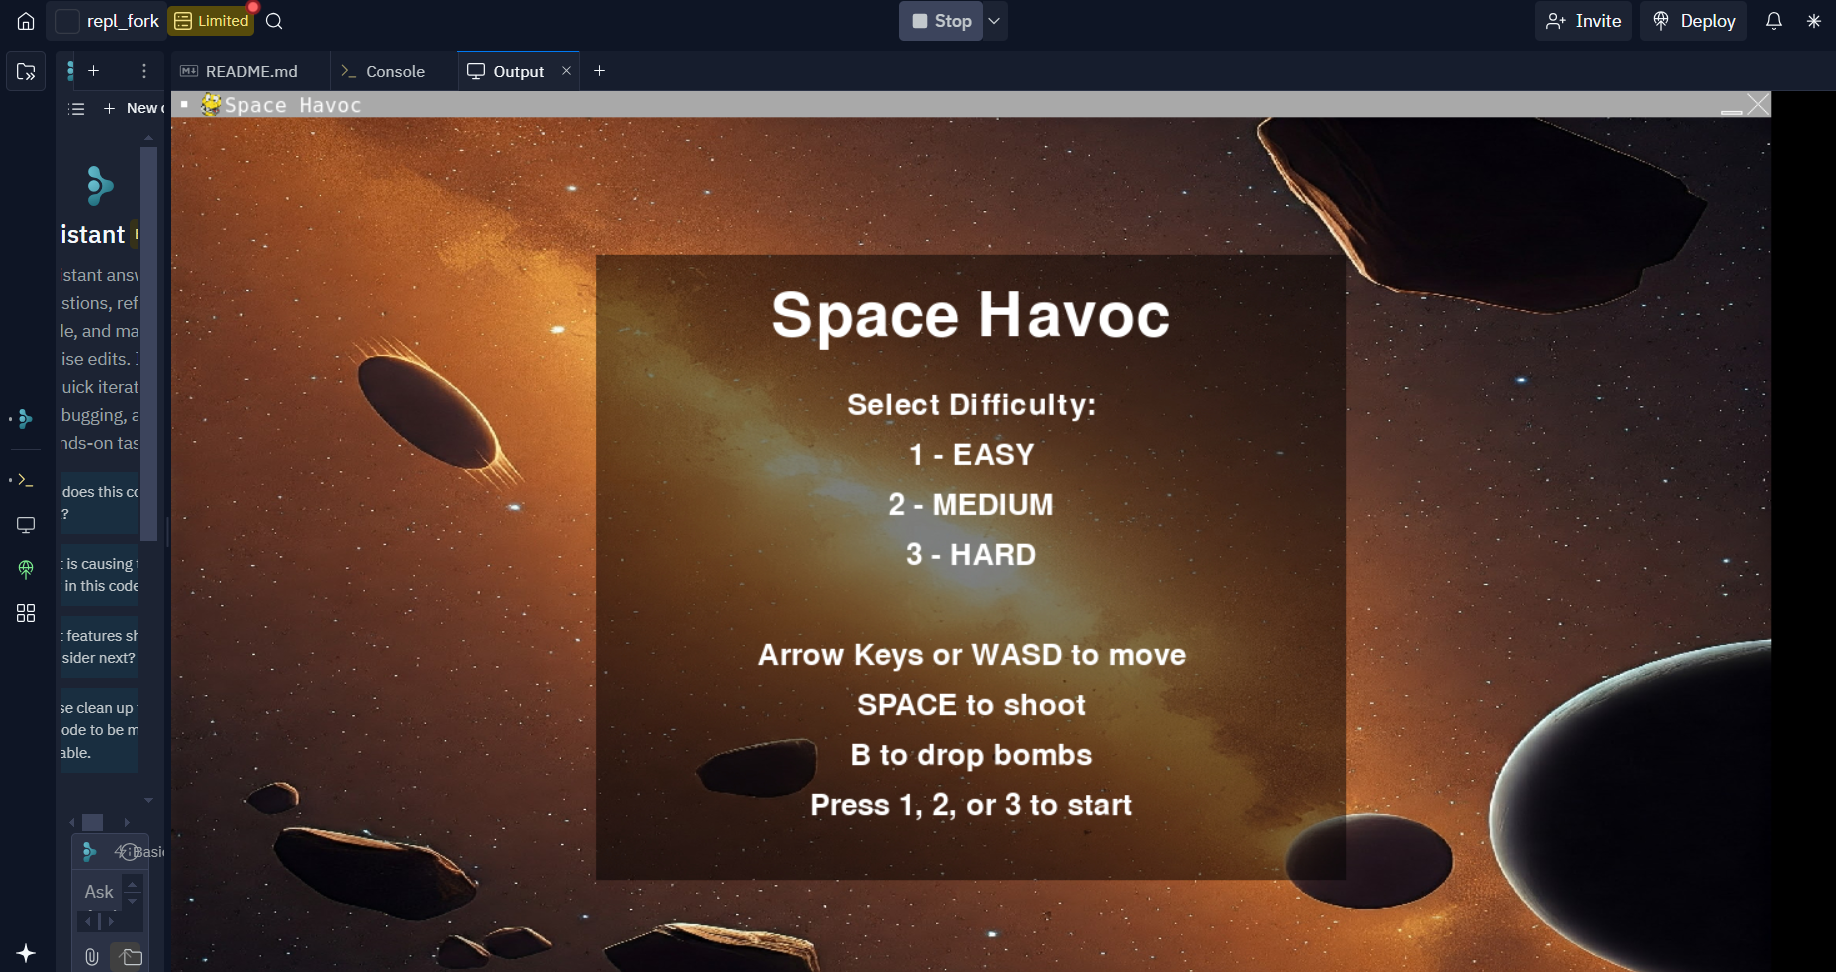 repl_fork
Limited
Stop
Invite
Deploy
README.md
Console
Output
New
Space Havoc
istant
stant
stions, ref
le, and ma
ise edits.
uick iterat
bugging, a
nds-on tas
does this co
?
is causing
in this code
features sh
sider next?
se clean up
ode to be m
able.
Basic
Ask
Space Havoc
Select Difficulty:
1 - EASY
2 - MEDIUM
3 - HARD
Arrow Keys or WASD to move
SPACE to shoot
B to drop bombs
Press 1, 2, or 3 to start